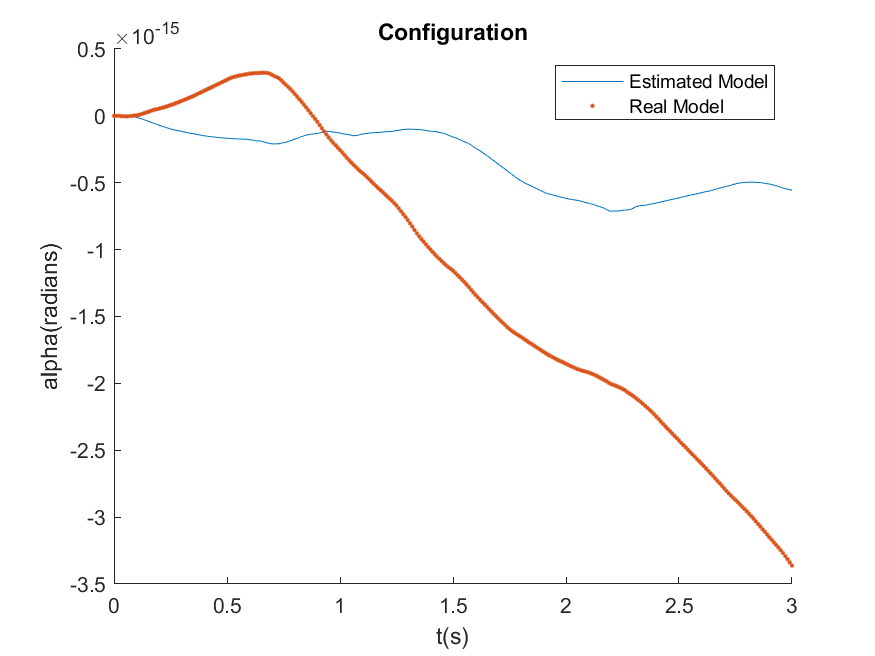 Configuration
×10^-15
Estimated Model
Real Model
0.5
0
-0.5
-1
-1.5
-2
-2.5
-3
-3.5
alpha(radians)
0 0.5 1 1.5 2 2.5 3
t(s)